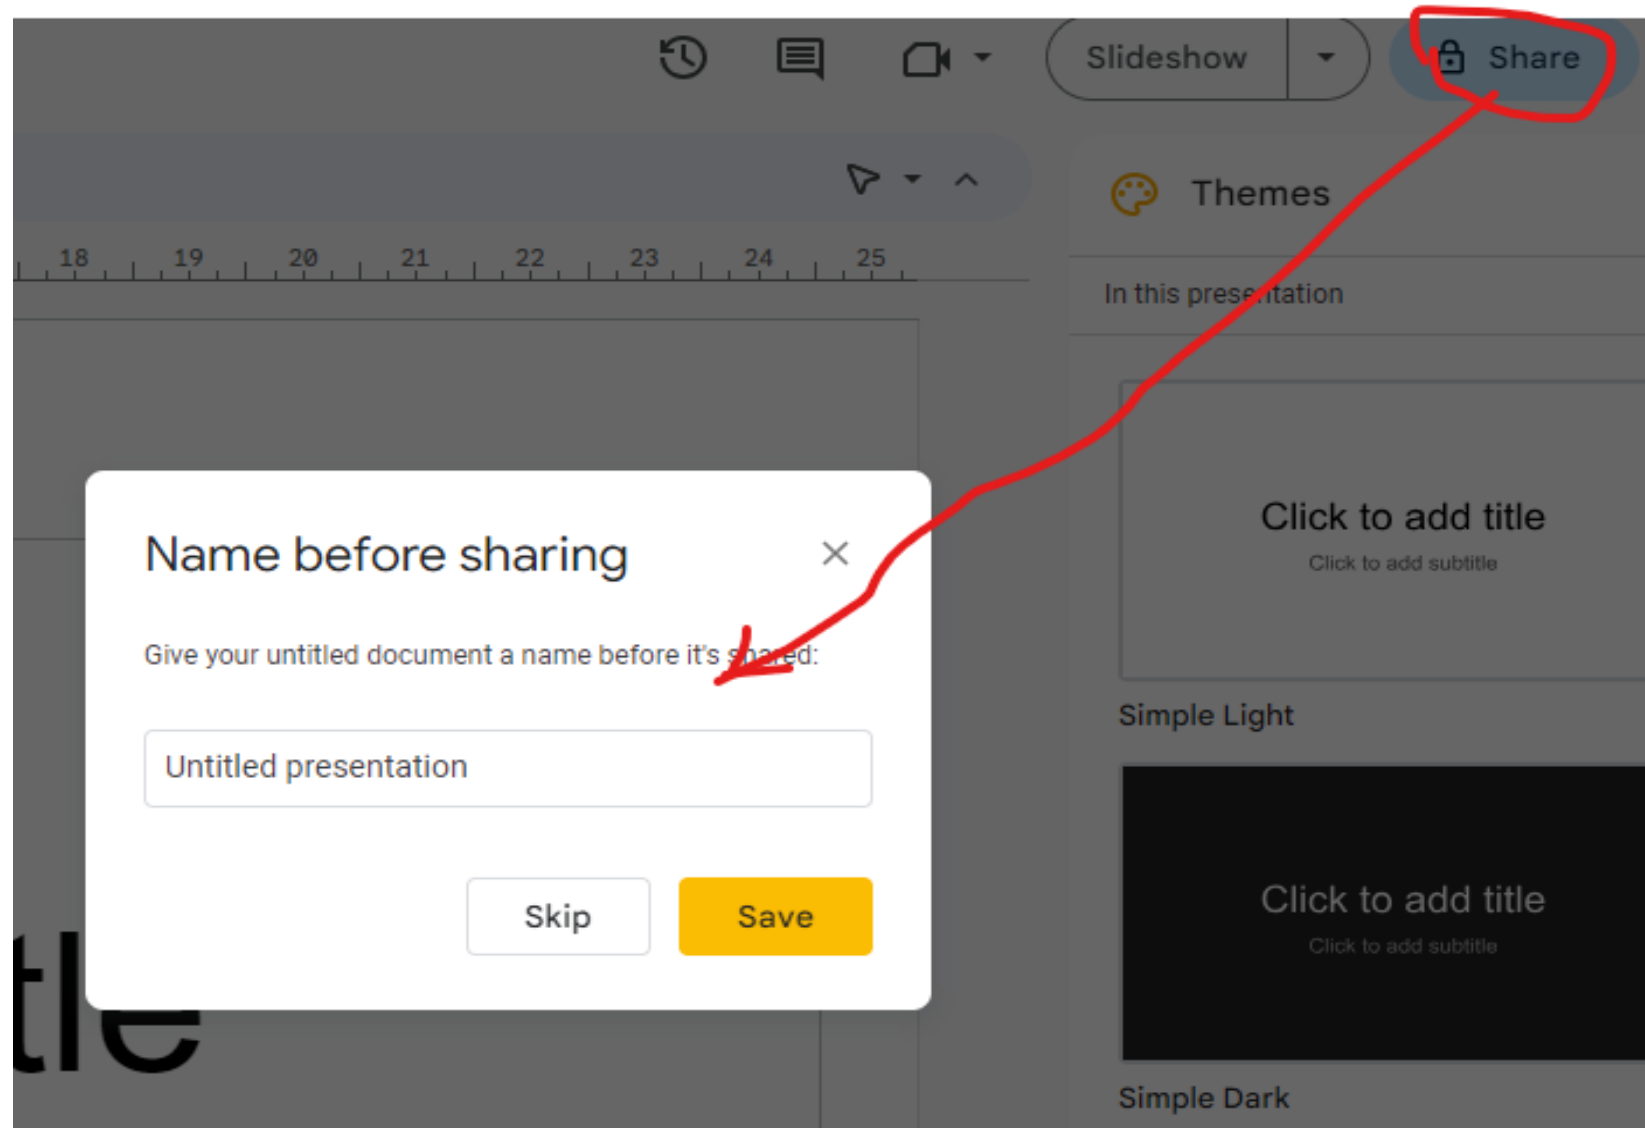 Slideshow
Share
Themes
18 19 20 21 22 23 24 25
In this presentation
Click to add title
Click to add subtitle
Name before sharing
Give your untitled document a name before it's shared:
Simple Light
Untitled presentation
Click to add title
Click to add subtitle
Skip Save
tle
Simple Dark